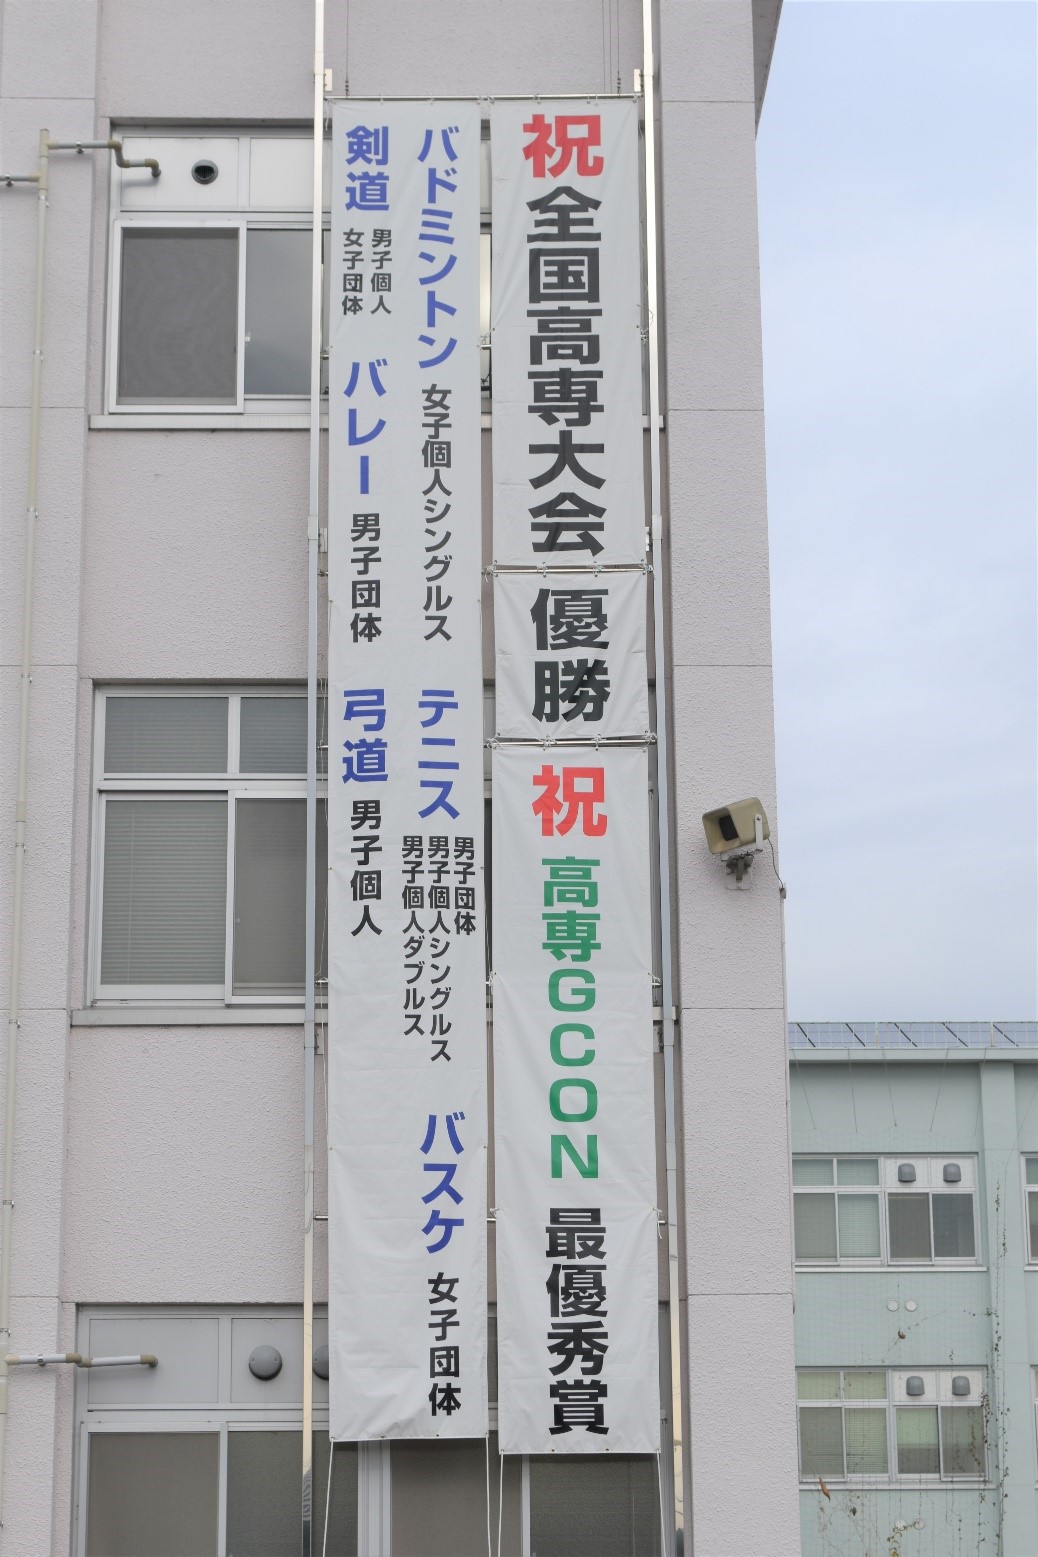 祝 全国高専大会 優勝
祝 高専GCON 最優秀賞
バドミントン 女子個人シングルス
テニス
男子団体
男子個人シングルス
男子個人ダブルス
バスケ 女子団体
剣道
男子個人
女子団体
バレー 男子団体
弓道 男子個人